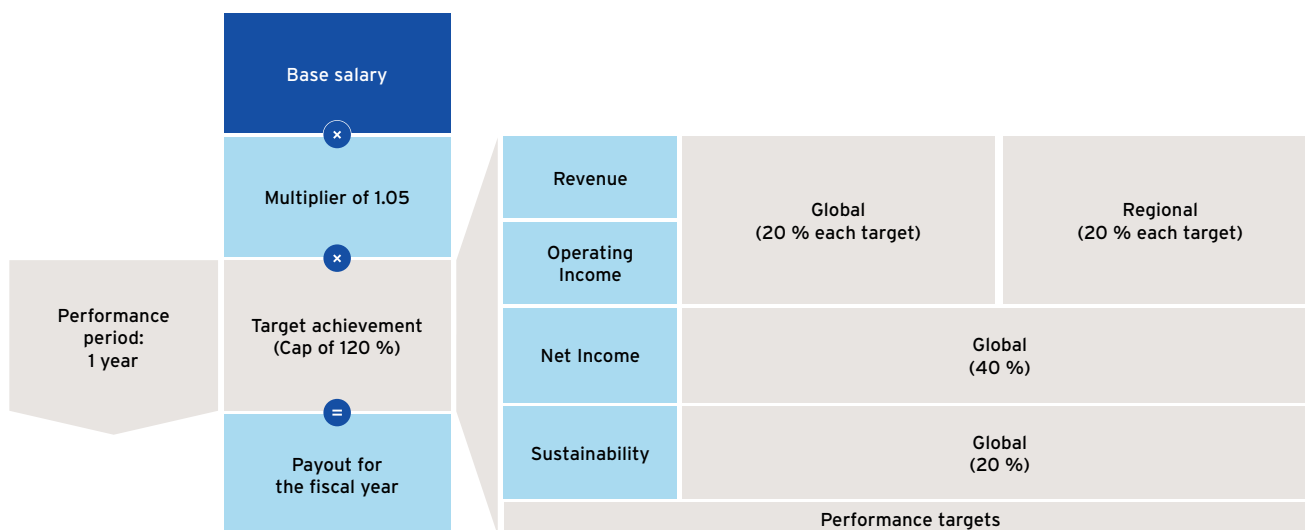 Base salary
×
Multiplier of 1.05
×
Performance
period:
1 year
Target achievement
(Cap of 120 %)
=
Payout for
the fiscal year
Revenue
Operating
Income
Global
(20 % each target)
Regional
(20 % each target)
Net Income
Global
(40 %)
Sustainability
Global
(20 %)
Performance targets